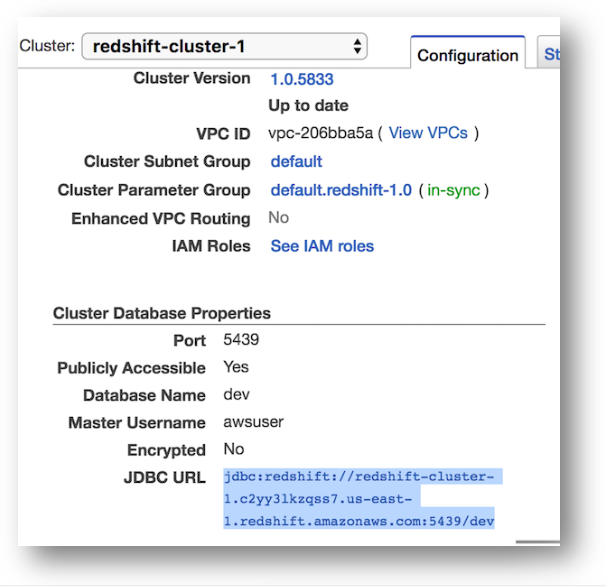 Cluster: redshift-cluster-1 Configuration St
Cluster Version 1.0.5833
Up to date
VPC ID vpc-206bba5a ( View VPCs )
Cluster Subnet Group default
Cluster Parameter Group default.redshift-1.0 ( in-sync )
Enhanced VPC Routing No
IAM Roles See IAM roles
Cluster Database Properties
Port 5439
Publicly Accessible Yes
Database Name dev
Master Username awsuser
Encrypted No
JDBC URL jdbc:redshift://redshift-cluster-
1.c2yy3lkzqss7.us-east-
1.redshift.amazonaws.com:5439/dev